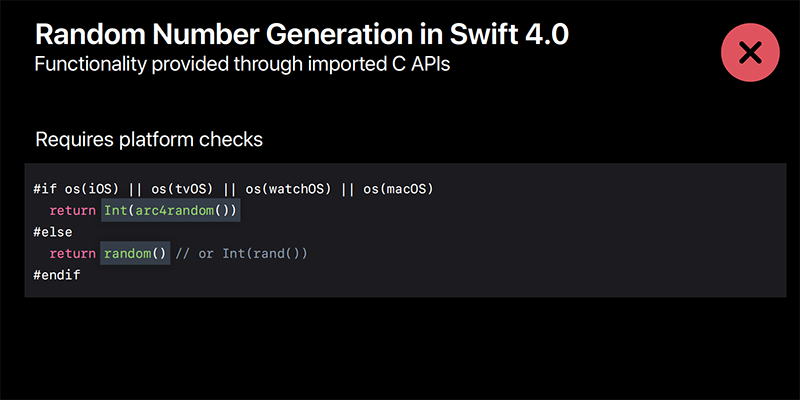 Random Number Generation in Swift 4.0
Functionality provided through imported C APIs
Requires platform checks
#if os(iOS) || os(tvOS) || os(watchOS) || os(macOS)
  return Int(arc4random())
#else
  return random() // or Int(rand())
#endif